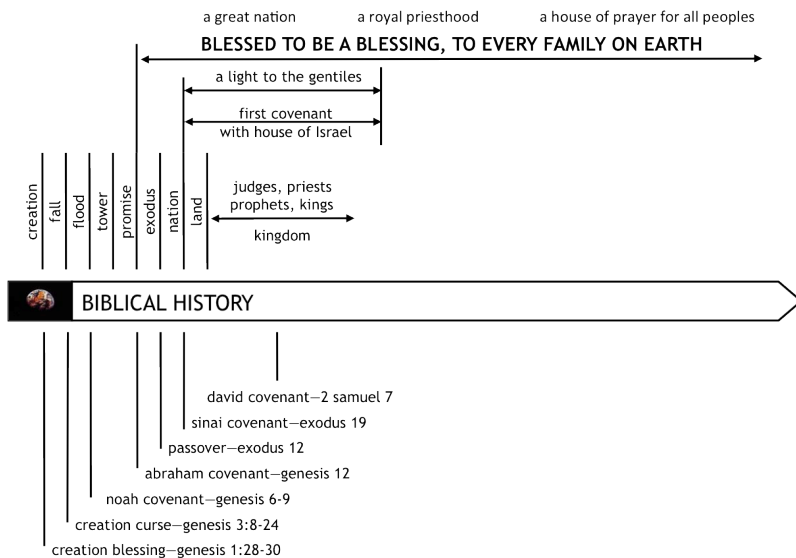 a great nation
a royal priesthood
a house of prayer for all peoples
BLESSED TO BE A BLESSING, TO EVERY FAMILY ON EARTH
a light to the gentiles
first covenant
with house of Israel
creation
fall
flood
tower
promise
exodus
nation
land
judges, priests
prophets, kings
kingdom
BIBLICAL HISTORY
david covenant—2 samuel 7
sinai covenant—exodus 19
passover—exodus 12
abraham covenant—genesis 12
noah covenant—genesis 6-9
creation curse—genesis 3:8-24
creation blessing—genesis 1:28-30